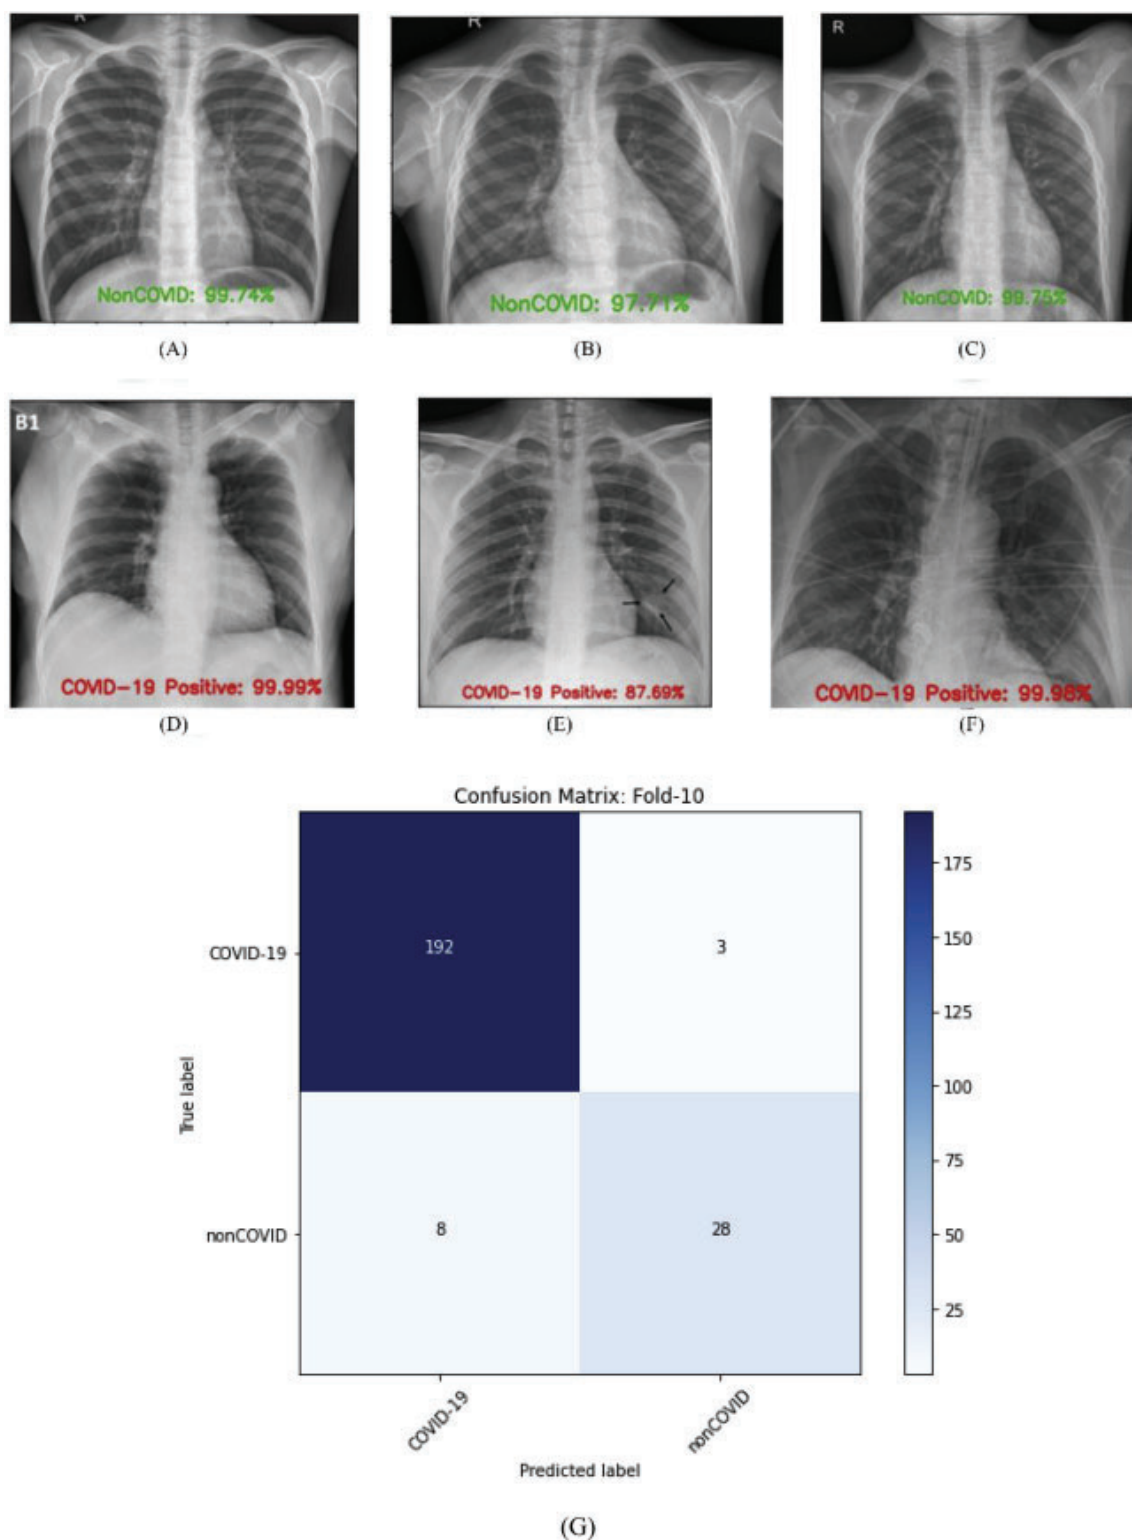 R
R
R
NonCOVID: 99.74%
NonCOVID: 97.71%
NonCOVID: 99.75%
(A)
(B)
(C)
B1
COVID-19 Positive: 99.99%
COVID-19 Positive: 87.69%
COVID-19 Positive: 99.98%
(D)
(E)
(F)
Confusion Matrix: Fold-10
COVID-19
192
3
nonCOVID
8
28
True label
COVID-19
nonCOVID
Predicted label
175
150
125
100
75
50
25
(G)